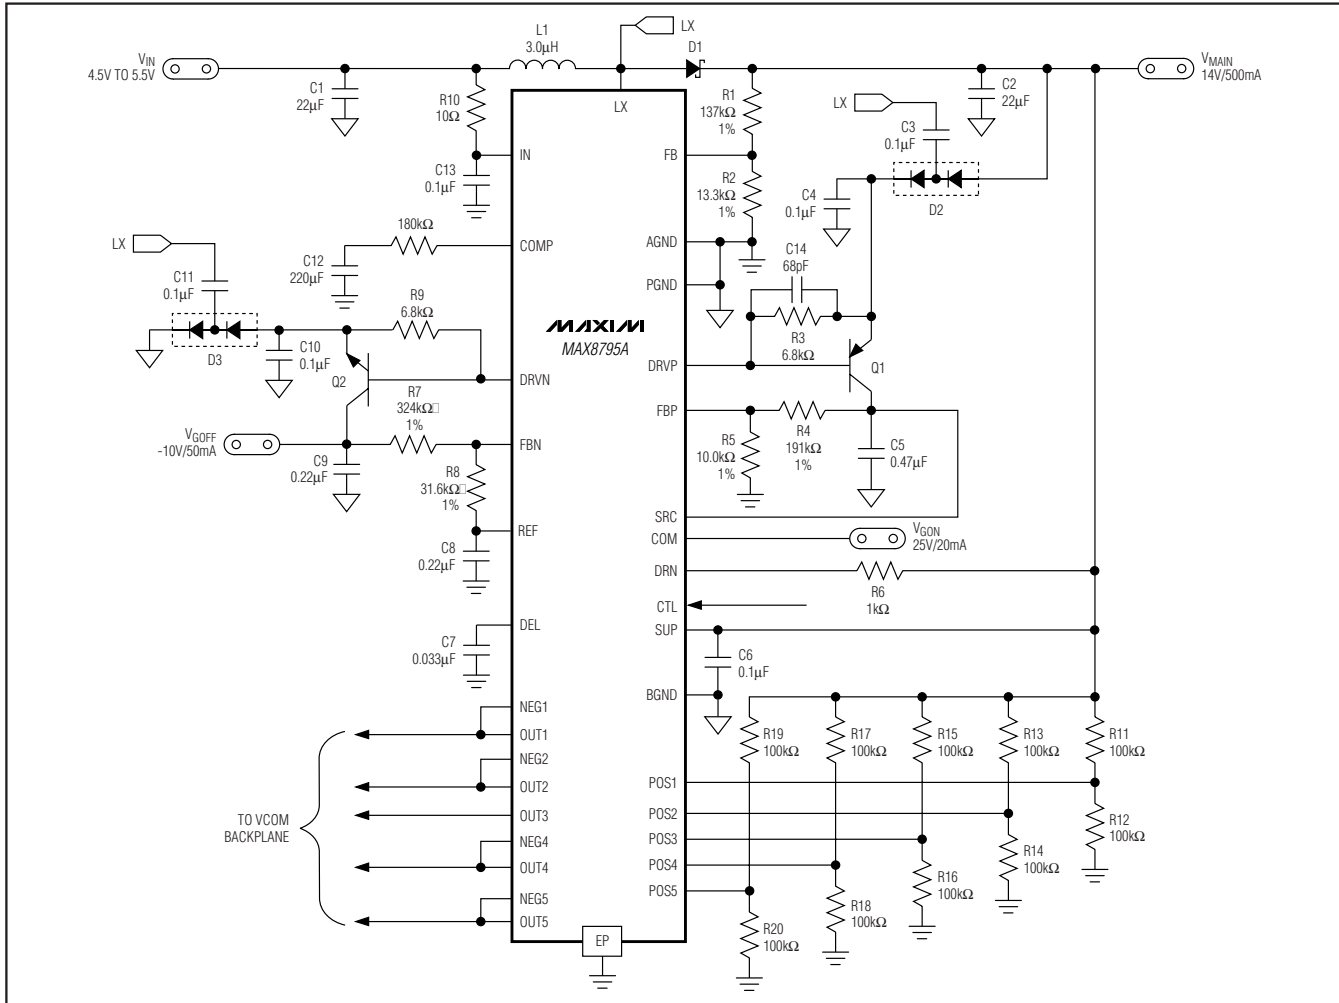 LX
L1
3.0µH
D1
VIN
4.5V TO 5.5V
VMAIN
14V/500mA
C1
22µF
R10
10Ω
LX
R1
137kΩ
1%
LX
C2
22µF
C3
0.1µF
IN
FB
C13
0.1µF
R2
13.3kΩ
1%
C4
0.1µF
D2
180kΩ
COMP
AGND
LX
C12
220µF
C14
68pF
C11
0.1µF
PGND
R9
6.8kΩ
MAXIM
MAX8795A
R3
6.8kΩ
D3
C10
0.1µF
Q2
DRVN
DRVP
Q1
R7
324kΩ□
1%
FBP
VGOFF
-10V/50mA
FBN
R5
10.0kΩ
1%
R4
191kΩ
1%
C5
0.47µF
C9
0.22µF
R8
31.6kΩ□
1%
SRC
REF
COM
VGON
25V/20mA
C8
0.22µF
DRN
R6
1kΩ
CTL
DEL
SUP
C7
0.033µF
C6
0.1µF
BGND
NEG1
OUT1
R19
100kΩ
R17
100kΩ
R15
100kΩ
R13
100kΩ
R11
100kΩ
NEG2
OUT2
POS1
OUT3
POS2
R12
100kΩ
TO VCOM
BACKPLANE
NEG4
POS3
R14
100kΩ
OUT4
POS4
R16
100kΩ
NEG5
POS5
OUT5
R18
100kΩ
R20
100kΩ
EP